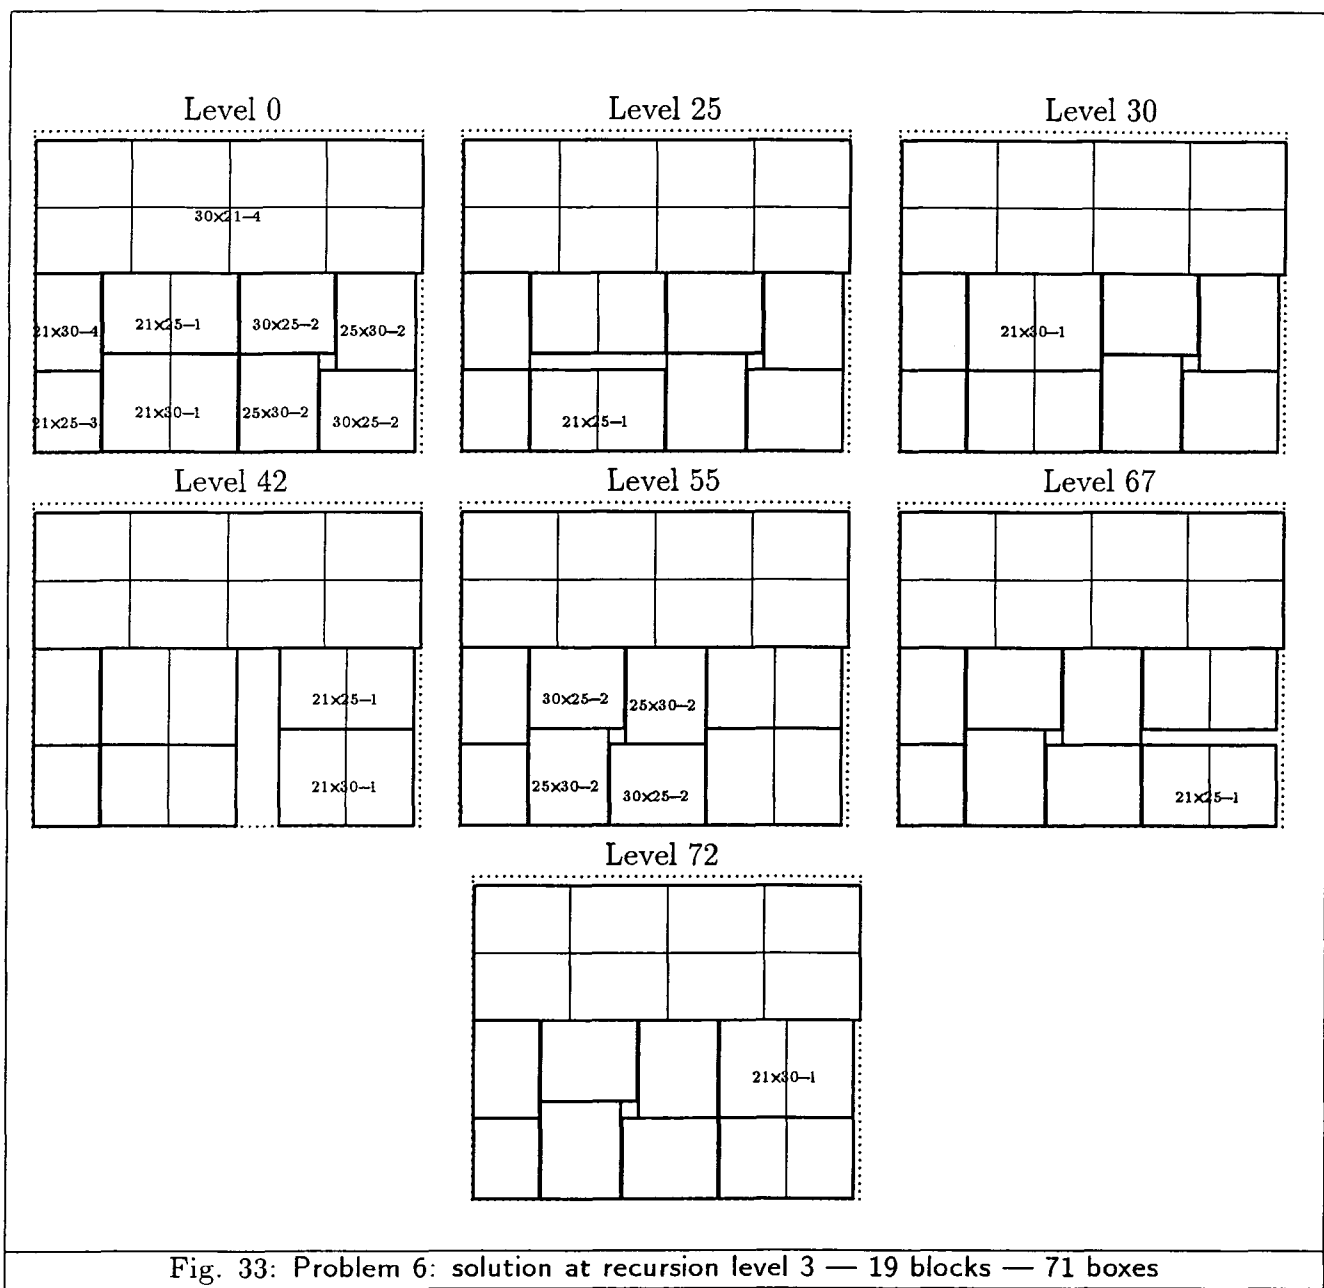 Level 0
Level 25
Level 30
30x21–4
21x30–4
21x25–1
30x25–2
25x30–2
21x25–3
21x30–1
25x30–2
30x25–2
21x25–1
21x30–1
Level 42
Level 55
Level 67
21x25–1
21x30–1
30x25–2
25x30–2
25x30–2
30x25–2
21x25–1
Level 72
21x30–1
Fig. 33: Problem 6: solution at recursion level 3 — 19 blocks — 71 boxes